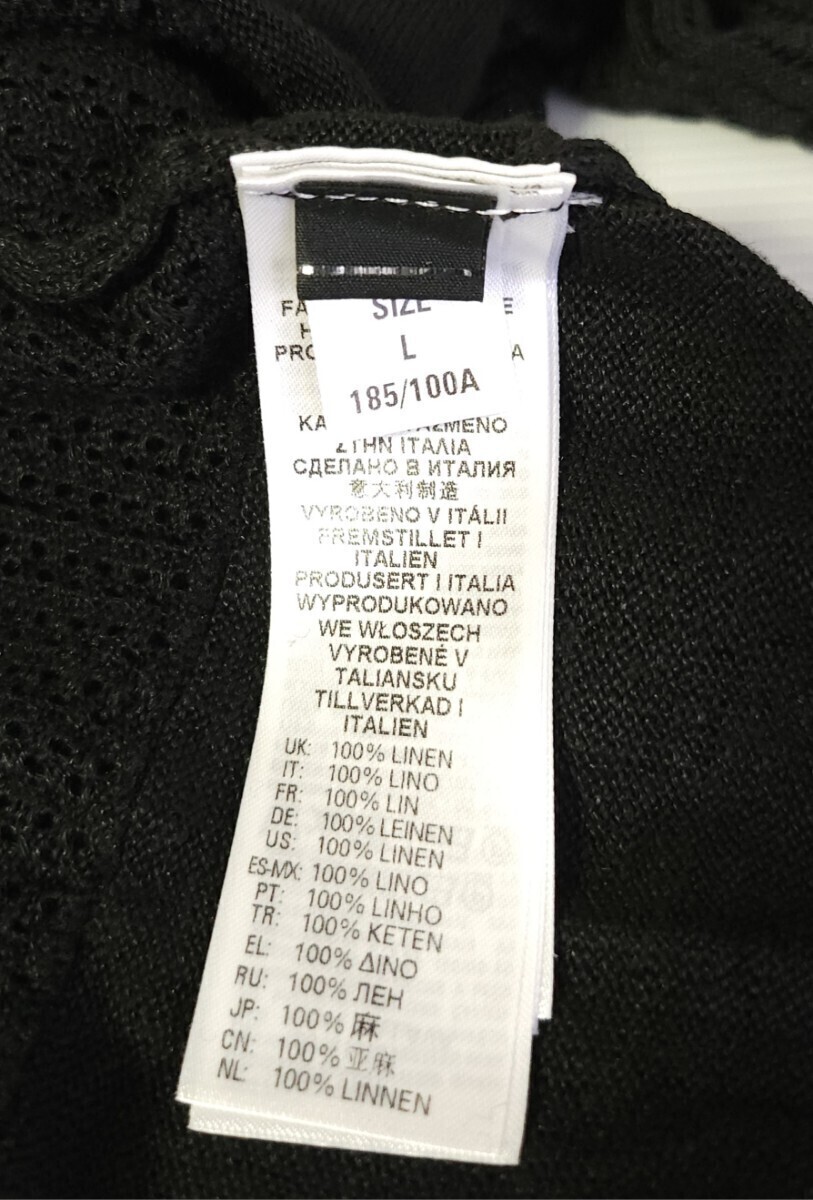 SIZE
L
185/100A
ΣΤΗΝ ΙΤΑΛΙΑ
СДЕЛАНО В ИТАЛИЯ
意大利制造
VYROBENO V ITÁLII
FREMSTILLET I
ITALIEN
PRODUSERT I ITALIA
WYPRODUKOWANO
WE WŁOSZECH
VYROBENÉ V
TALIANSKU
TILLVERKAD I
ITALIEN
UK: 100% LINEN
IT: 100% LINO
FR: 100% LIN
DE: 100% LEINEN
US: 100% LINEN
ES-MX: 100% LINO
PT: 100% LINHO
TR: 100% KETEN
EL: 100% ΔΙΝΟ
RU: 100% ЛЕН
JP: 100% 麻
CN: 100% 亚麻
NL: 100% LINNEN